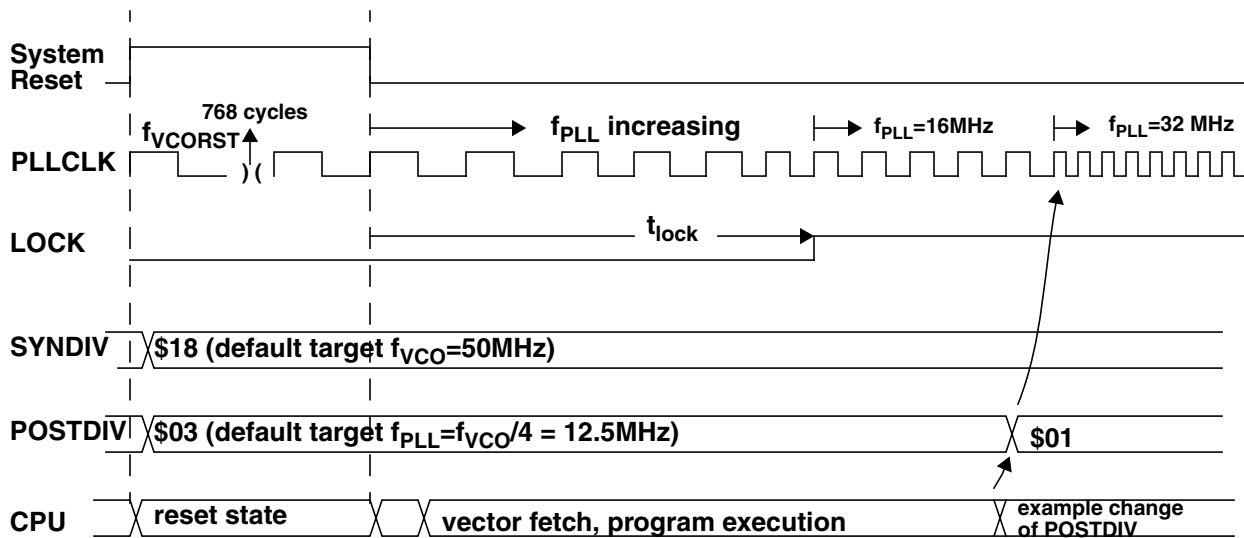 System
Reset
768 cycles
fVCORST
fPLL increasing
fPLL=16MHz
fPLL=32 MHz
PLLCLK
) (
LOCK
tlock
SYNDIV
$18 (default target fVCO=50MHz)
POSTDIV
$03 (default target fPLL=fVCO/4 = 12.5MHz)
$01
CPU
reset state
vector fetch, program execution
example change
of POSTDIV